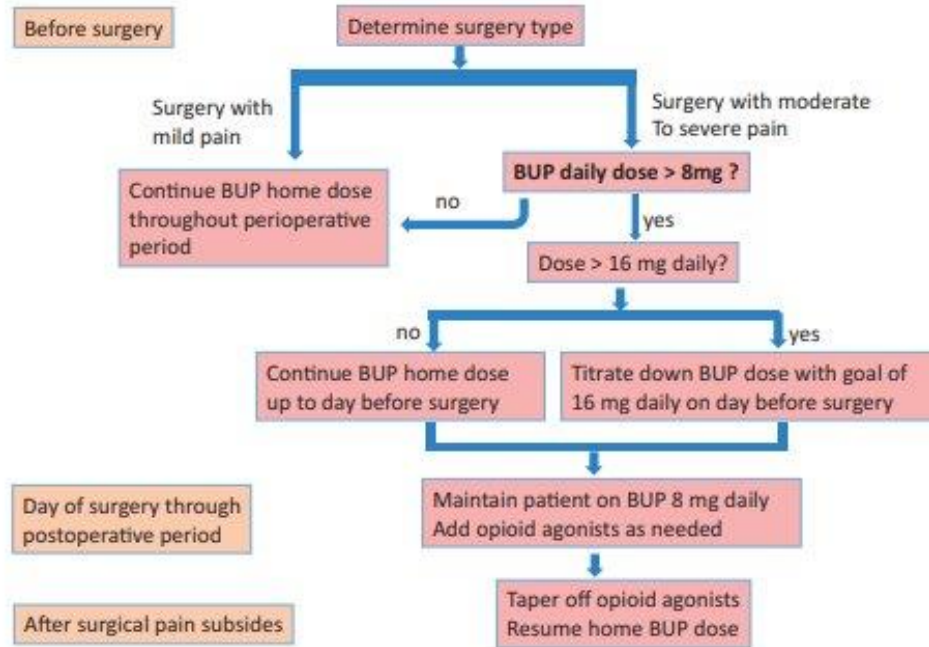 Before surgery
Determine surgery type
Surgery with
mild pain
Surgery with moderate
To severe pain
BUP daily dose > 8mg ?
Continue BUP home dose
throughout perioperative
period
no
yes
Dose > 16 mg daily?
no
yes
Continue BUP home dose
up to day before surgery
Titrate down BUP dose with goal of
16 mg daily on day before surgery
Day of surgery through
postoperative period
Maintain patient on BUP 8 mg daily
Add opioid agonists as needed
After surgical pain subsides
Taper off opioid agonists
Resume home BUP dose